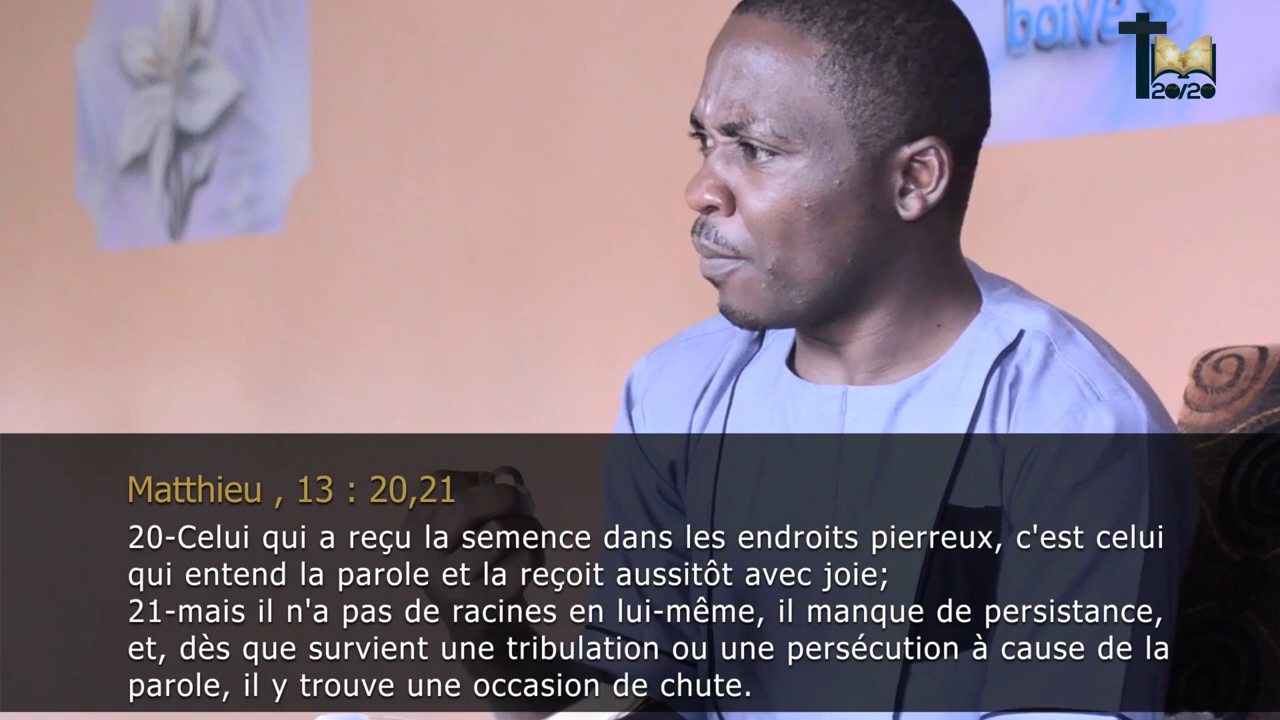 boive »
20/20
Matthieu , 13 : 20,21
20-Celui qui a reçu la semence dans les endroits pierreux, c'est celui
qui entend la parole et la reçoit aussitôt avec joie;
21-mais il n'a pas de racines en lui-même, il manque de persistance,
et, dès que survient une tribulation ou une persécution à cause de la
parole, il y trouve une occasion de chute.